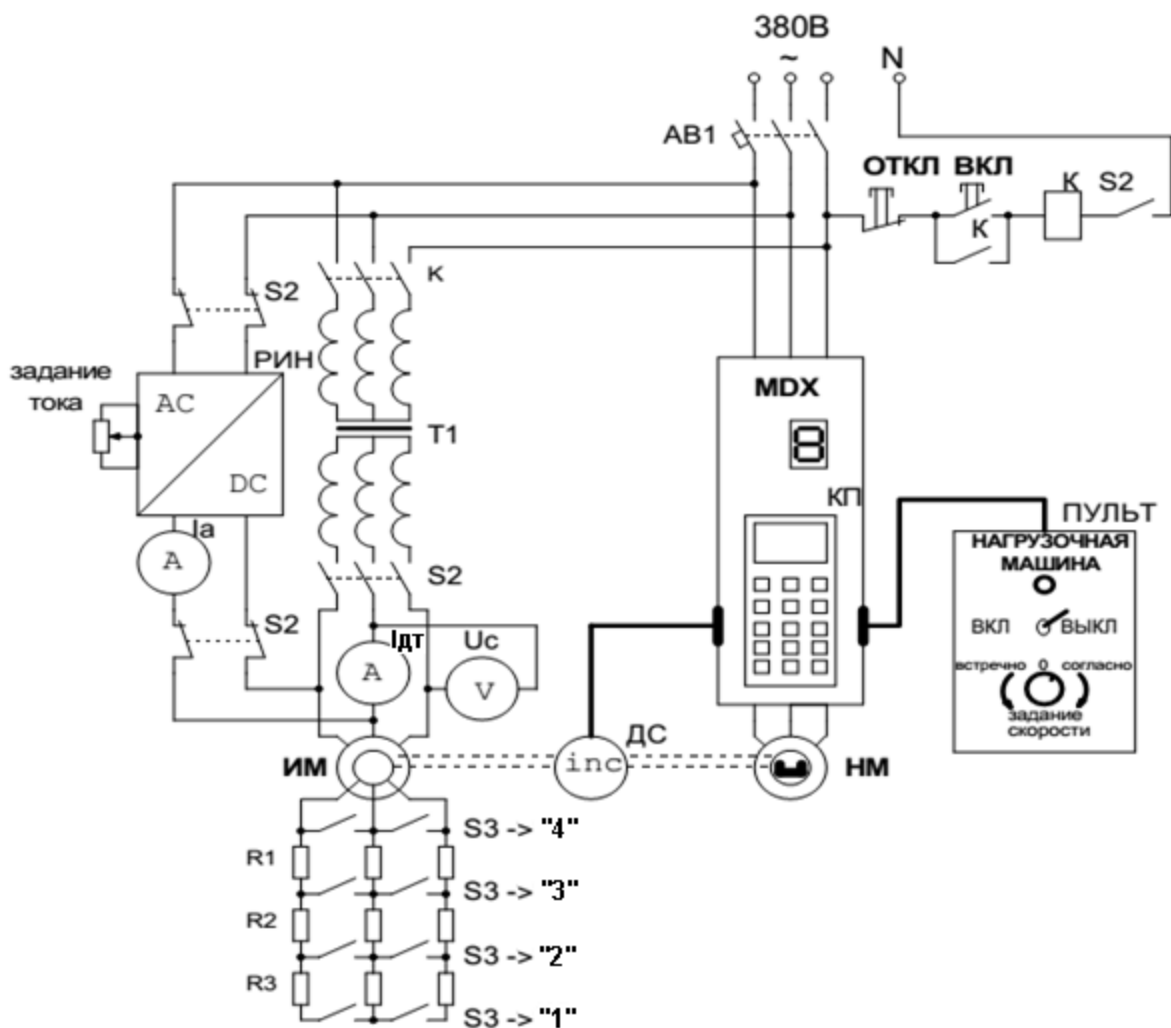 380В
~
N
АВ1
ОТКЛ ВКЛ
К
S2
К
S2
К
РИН
задание
тока
AC
DC
T1
MDX
8
КП
Ia
A
S2
S2
ПУЛЬТ
НАГРУЗОЧНАЯ
МАШИНА
ВКЛ
ВЫКЛ
встречно 0 согласно
задание
скорости
Iдт
A
Uc
V
ДС
ИМ
inc
НМ
S3 -> "4"
R1
S3 -> "3"
R2
S3 -> "2"
R3
S3 -> "1"